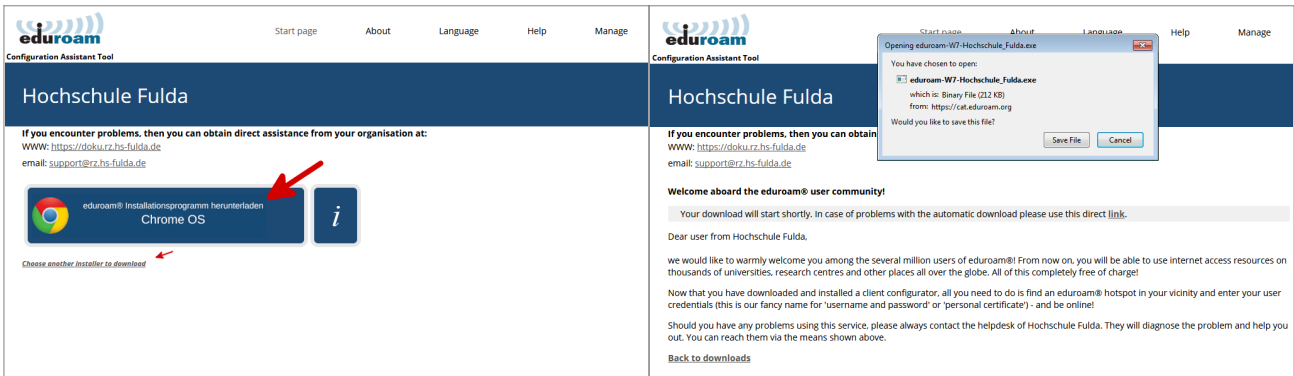 eduroam
Configuration Assistant Tool
Start page
About
Language
Help
Manage
Hochschule Fulda
If you encounter problems, then you can obtain direct assistance from your organisation at:
WWW: https://doku.rz.hs-fulda.de
email: support@rz.hs-fulda.de
eduroam® Installationsprogramm herunterladen
Chrome OS
i
Choose another installer to download
eduroam
Configuration Assistant Tool
Start page
About
Language
Help
Manage
Opening eduroam-W7-Hochschule_Fulda.exe
You have chosen to open:
eduroam-W7-Hochschule_Fulda.exe
which is: Binary File (212 KB)
from: https://cat.eduroam.org
Would you like to save this file?
Save File
Cancel
Hochschule Fulda
If you encounter problems, then you can obtain
WWW: https://doku.rz.hs-fulda.de
email: support@rz.hs-fulda.de
Welcome aboard the eduroam® user community!
Your download will start shortly. In case of problems with the automatic download please use this direct link.
Dear user from Hochschule Fulda,
we would like to warmly welcome you among the several million users of eduroam®! From now on, you will be able to use internet access resources on
thousands of universities, research centres and other places all over the globe. All of this completely free of charge!
Now that you have downloaded and installed a client configurator, all you need to do is find an eduroam® hotspot in your vicinity and enter your user
credentials (this is our fancy name for 'username and password' or 'personal certificate') - and be online!
Should you have any problems using this service, please always contact the helpdesk of Hochschule Fulda. They will diagnose the problem and help you
out. You can reach them via the means shown above.
Back to downloads